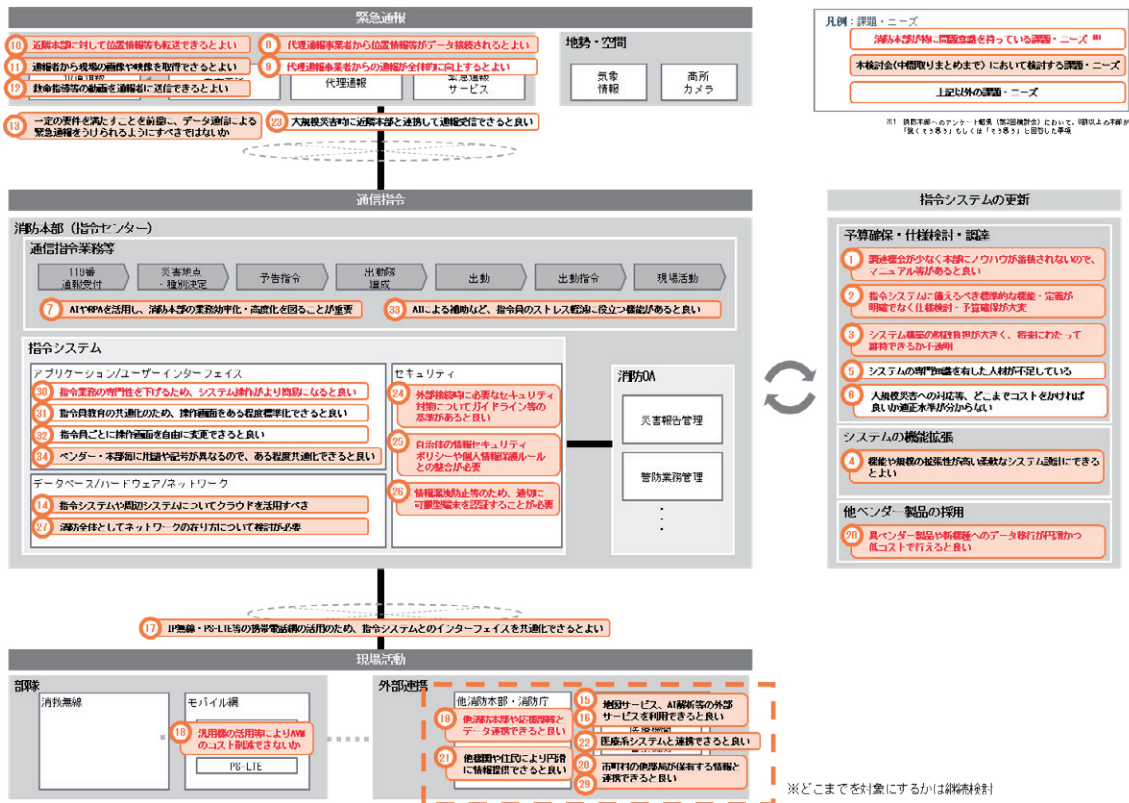 緊急通報
10 近隣本部に対して位置情報等も転送できるとよい
11 通報者から現場の画像や映像を取得できるとよい
12 救命指導等の動画を通報者に送信できるとよい
8 代理通報事業者から位置情報等がデータ接続されるとよい
9 代理通報事業者からの通報が全体的に向上するとよい
代理通報
緊急通報
サービス
13 一定の要件を満たすことを前提に、データ通信による
緊急通報をうけられるようにすべきではないか
23 大規模災害時に近隣本部と連携して通報受信できると良い
地勢・空間
気象
情報
高所
カメラ
凡例：課題・ニーズ
消防本部が特に問題意識を持っている課題・ニーズ ※1
本検討会(中間取りまとめまで)において検討する課題・ニーズ
上記以外の課題・ニーズ
※1 消防本部へのアンケート結果（第2回検討会）において、8割以上の本部が
「強くそう思う」もしくは「そう思う」と回答した事項
通信指令
消防本部（指令センター）
通信指令業務等
119番
通報受付
災害地点
・種別決定
予告指令
出動隊
編成
出動
出動指令
現場活動
7 AIやRPAを活用し、消防本部の業務効率化・高度化を図ることが重要
33 AIによる補助など、指令員のストレス軽減に役立つ機能があると良い
指令システム
アプリケーション/ユーザーインターフェイス
30 指令業務の専門性を下げるため、システム操作がより簡易になると良い
31 指令員教育の共通化のため、操作画面をある程度標準化できると良い
32 指令員ごとに操作画面を自由に変更できると良い
34 ベンダー・本部毎に用語や記号が異なるので、ある程度共通化できると良い
データベース/ハードウェア/ネットワーク
14 指令システムや周辺システムについてクラウドを活用すべき
27 消防全体としてネットワークの在り方について検討が必要
セキュリティ
24 外部接続時に必要なセキュリティ
対策についてガイドライン等の
基準があると良い
25 自治体の情報セキュリティ
ポリシーや個人情報保護ルール
との整合が必要
26 情報漏洩防止等のため、適切に
可搬型端末を認証することが必要
消防OA
災害報告管理
警防業務管理
・
・
・
指令システムの更新
予算確保・仕様検討・調達
1 調達機会が少なく本部にノウハウが蓄積されないので、
マニュアル等があると良い
2 指令システムに備えるべき標準的な機能・定義が
明確でなく仕様検討・予算確保が大変
3 システム構築の財政負担が大きく、将来にわたって
維持できるか不透明
5 システムの専門知識を有した人材が不足している
6 大規模災害への対応等、どこまでコストをかければ
良いか適正水準が分からない
システムの機能拡張
4 機能や規模の拡張性が高い柔軟なシステム設計にできる
とよい
他ベンダー製品の採用
20 異ベンダー製品や新機種へのデータ移行が円滑かつ
低コストで行えると良い
17 IP無線・PS-LTE等の携帯電話網の活用のため、指令システムとのインターフェイスを共通化できるとよい
現場活動
部隊
消救無線
モバイル網
18 汎用機の活用等によりAVM
のコスト削減できないか
PS-LTE
外部連携
他消防本部・消防庁
19 他消防本部や応援部隊と
データ連携できると良い
21 他機関や住民により円滑
に情報提供できると良い
15 地図サービス、AI解析等の外部
16 サービスを利用できると良い
22 医療系システムと連携できると良い
20 市町村の他部局が保有する情報と
29 連携できると良い
※どこまでを対象にするかは継続検討